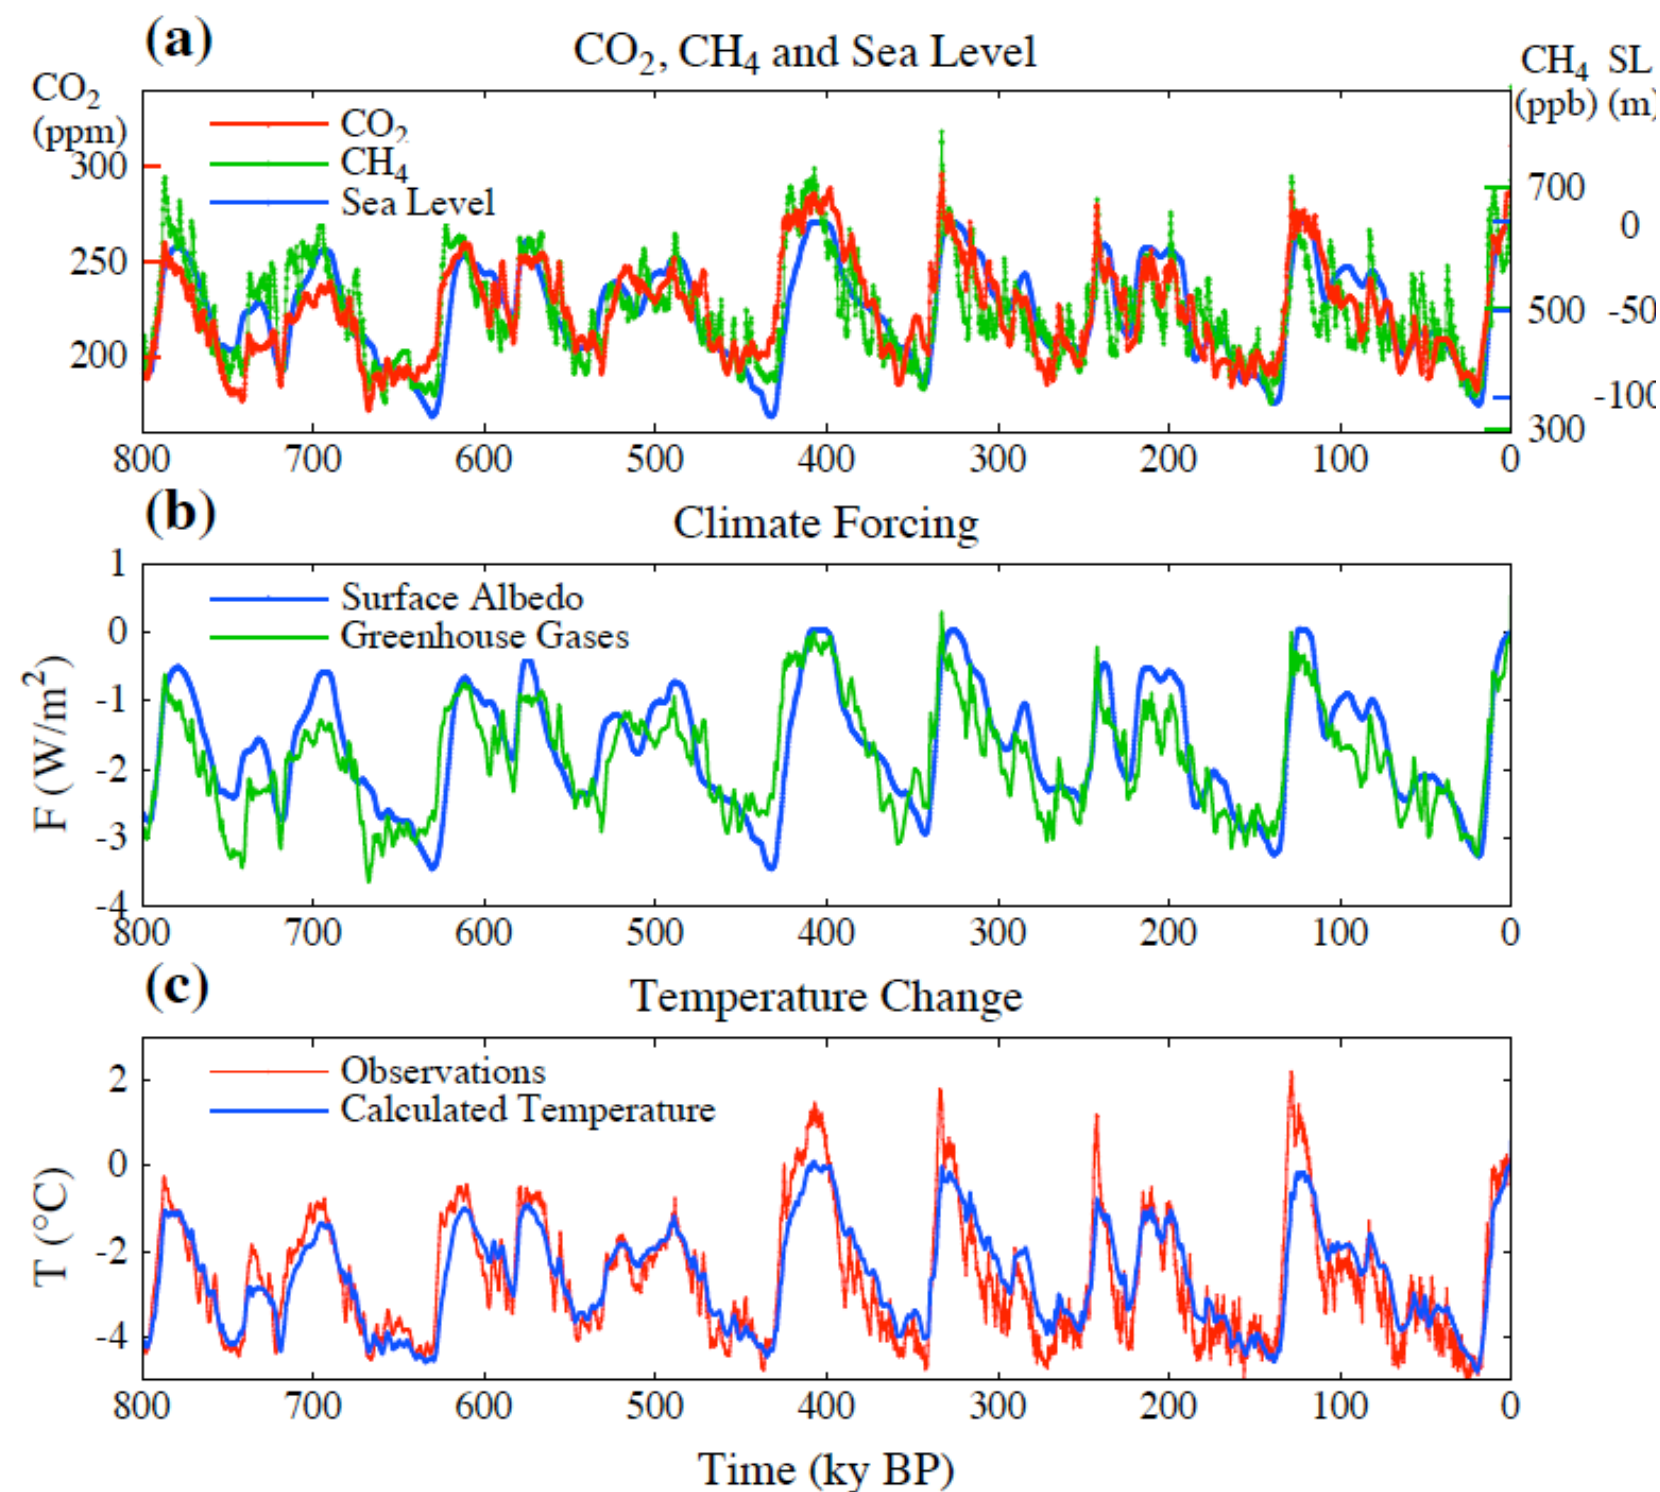 (a)
CO₂, CH₄ and Sea Level
CO₂
(ppm)
CH₄ SL
(ppb) (m)
CO₂
CH₄
Sea Level
300
250
200
700
500
300
0
-50
-100
800 700 600 500 400 300 200 100 0
(b)
Climate Forcing
Surface Albedo
Greenhouse Gases
F (W/m²)
1
0
-1
-2
-3
-4
800 700 600 500 400 300 200 100 0
(c)
Temperature Change
Observations
Calculated Temperature
T (°C)
2
0
-2
-4
800 700 600 500 400 300 200 100 0
Time (ky BP)